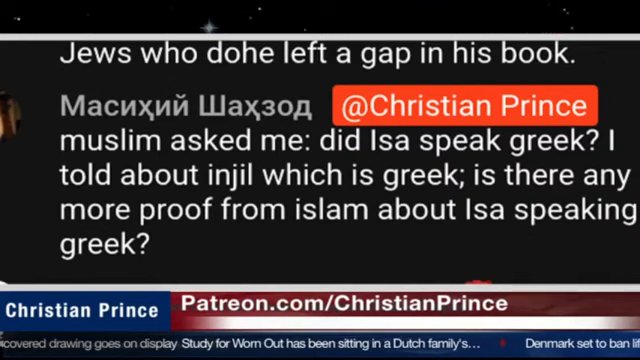 Jews who dohe left a gap in his book.
Масиҳий Шаҳзод @Christian Prince
muslim asked me: did Isa speak greek? I
told about injil which is greek; is there any
more proof from islam about Isa speaking
greek?
Christian Prince
Patreon.com/ChristianPrince
covered drawing goes on display Study for Worn Out has been sitting in a Dutch family's… Denmark set to ban li